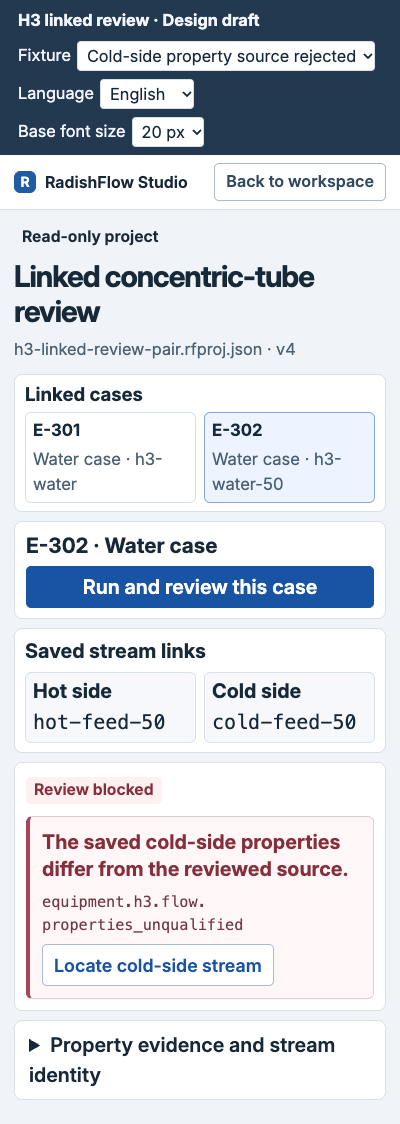 H3 linked review · Design draft
Fixture Cold-side property source rejected
Language English
Base font size 20 px
R RadishFlow Studio Back to workspace
Read-only project
Linked concentric-tube
review
h3-linked-review-pair.rfproj.json · v4
Linked cases
E-301 E-302
Water case · h3- Water case · h3-
water water-50
E-302 · Water case
Run and review this case
Saved stream links
Hot side Cold side
hot-feed-50 cold-feed-50
Review blocked
The saved cold-side properties
differ from the reviewed source.
equipment.h3.flow.
properties_unqualified
Locate cold-side stream
Property evidence and stream
identity